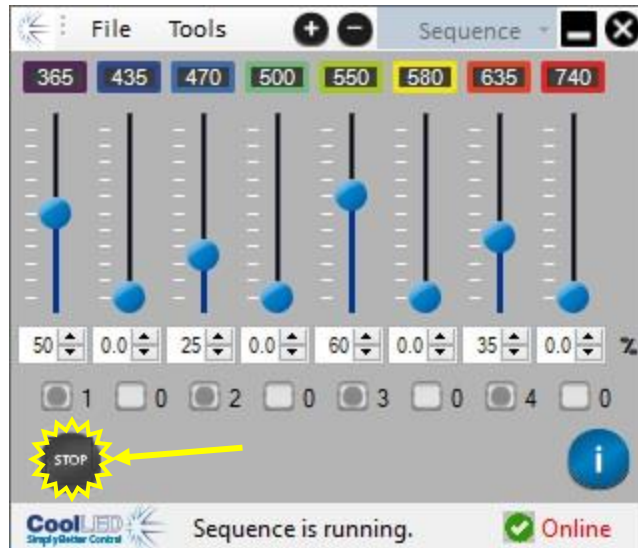 File Tools Sequence
365 435 470 500 550 580 635 740
50 0.0 25 0.0 60 0.0 35 0.0 %
1 0 2 0 3 0 4 0
STOP
i
CoolLED
Simply Better Control
Sequence is running.
Online